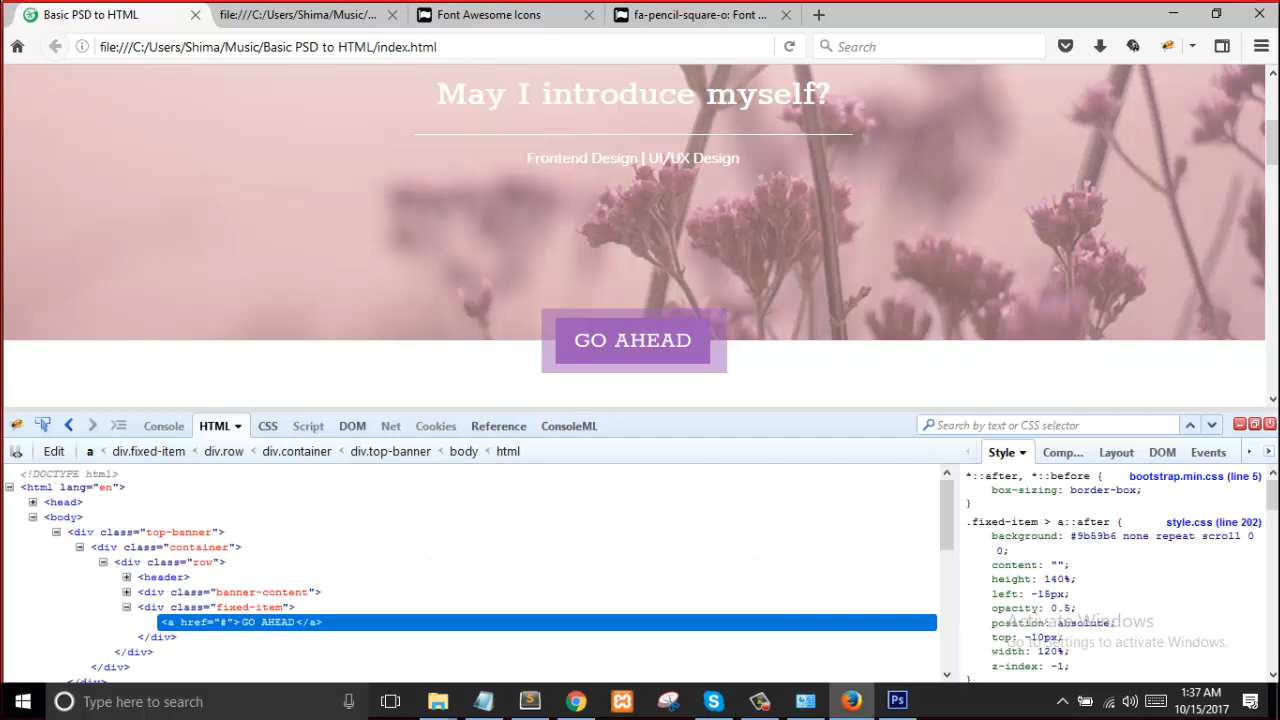 Basic PSD to HTML
file:///C:/Users/Shima/Music/...
Font Awesome Icons
fa-pencil-square-o: Font ...
file:///C:/Users/Shima/Music/Basic PSD to HTML/index.html
Search
May I introduce myself?
Frontend Design | UI/UX Design
GO AHEAD
Console
HTML
CSS
Script
DOM
Net
Cookies
Reference
ConsoleML
Search by text or CSS selector
Edit
a < div.fixed-item < div.row < div.container < div.top-banner < body < html
Style
Comp...
Layout
DOM
Events
<!DOCTYPE html>
<html lang="en">
<head>
<body>
<div class="top-banner">
<div class="container">
<div class="row">
<header>
<div class="banner-content">
<div class="fixed-item">
<a href="#">GO AHEAD</a>
</div>
</div>
</div>
</div>
*::after, *::before { bootstrap.min.css (line 5)
box-sizing: border-box;
}
.fixed-item > a::after { style.css (line 202)
background: #9b59b6 none repeat scroll 0
0;
content: "";
height: 140%;
left: -15px;
opacity: 0.5;
position: absolute;
top: -10px;
width: 120%;
z-index: -1;
}
Activate Windows
Go to Settings to activate Windows.
Type here to search
1:37 AM
10/15/2017